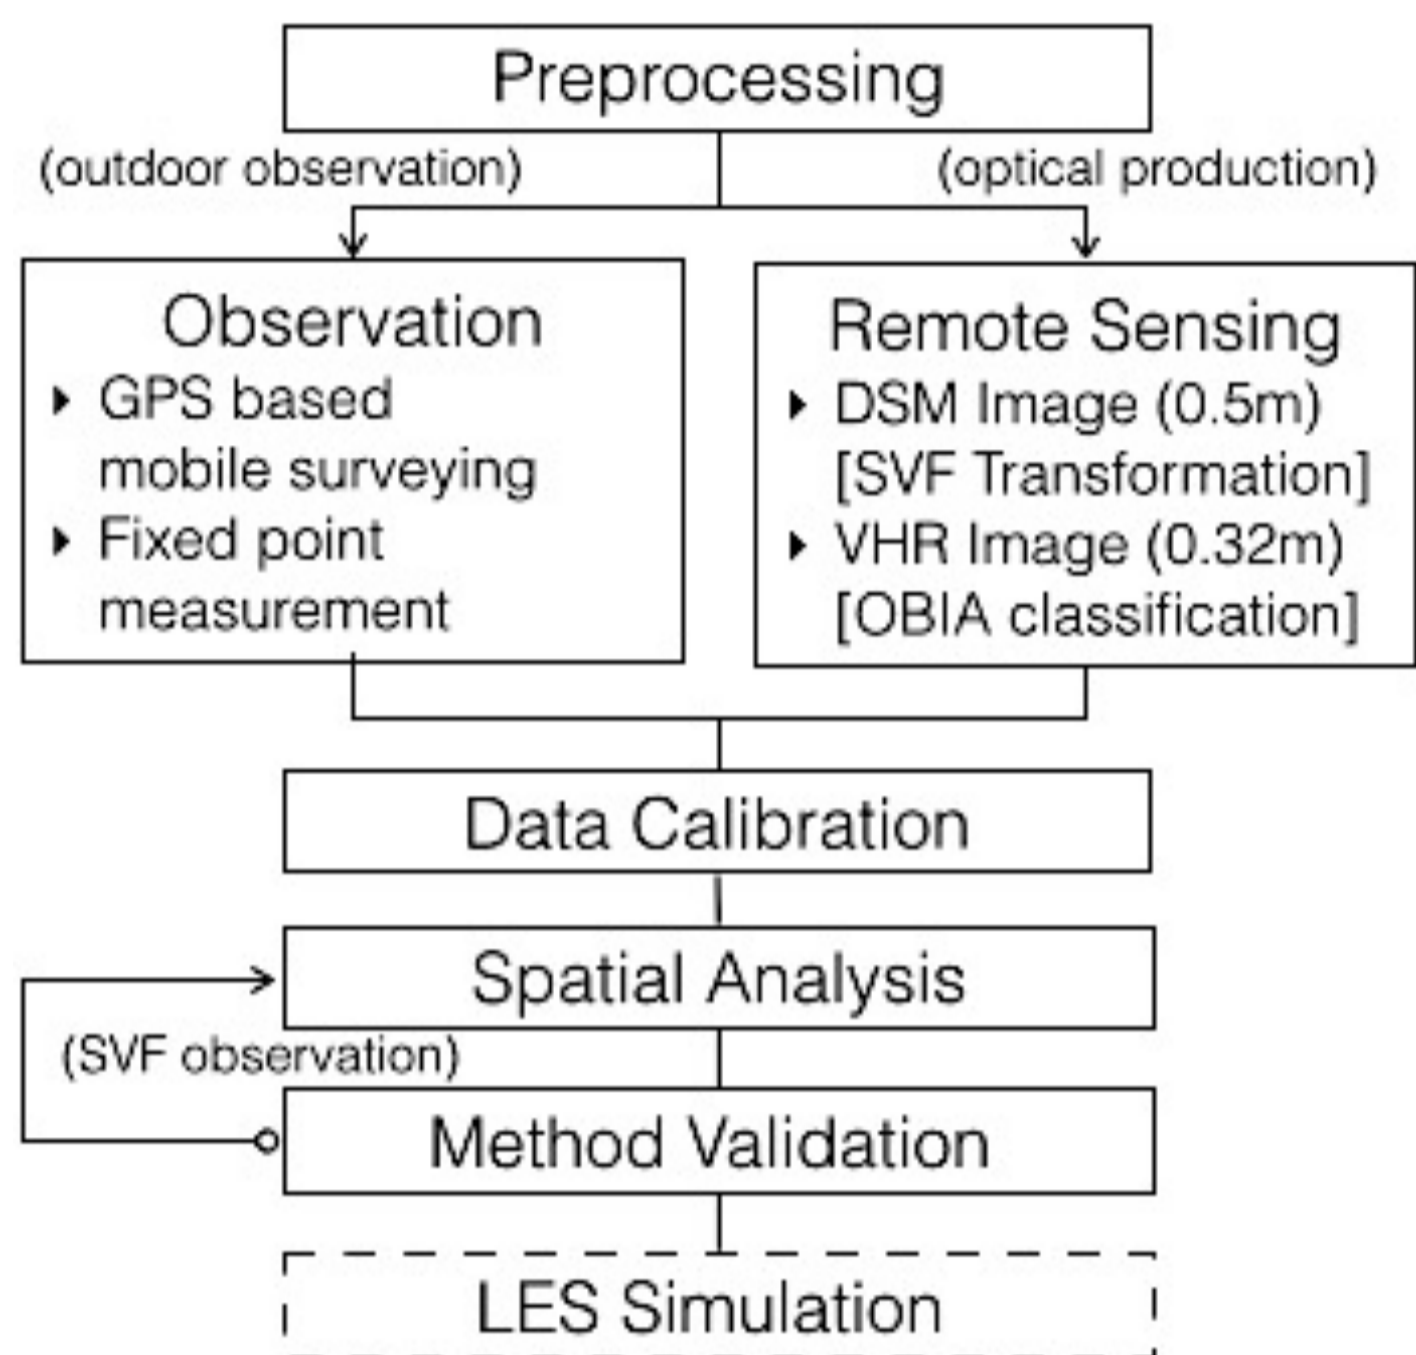 Preprocessing
(outdoor observation)
(optical production)
Observation
GPS based
mobile surveying
Fixed point
measurement
Remote Sensing
DSM Image (0.5m)
[SVF Transformation]
VHR Image (0.32m)
[OBIA classification]
Data Calibration
Spatial Analysis
(SVF observation)
Method Validation
LES Simulation